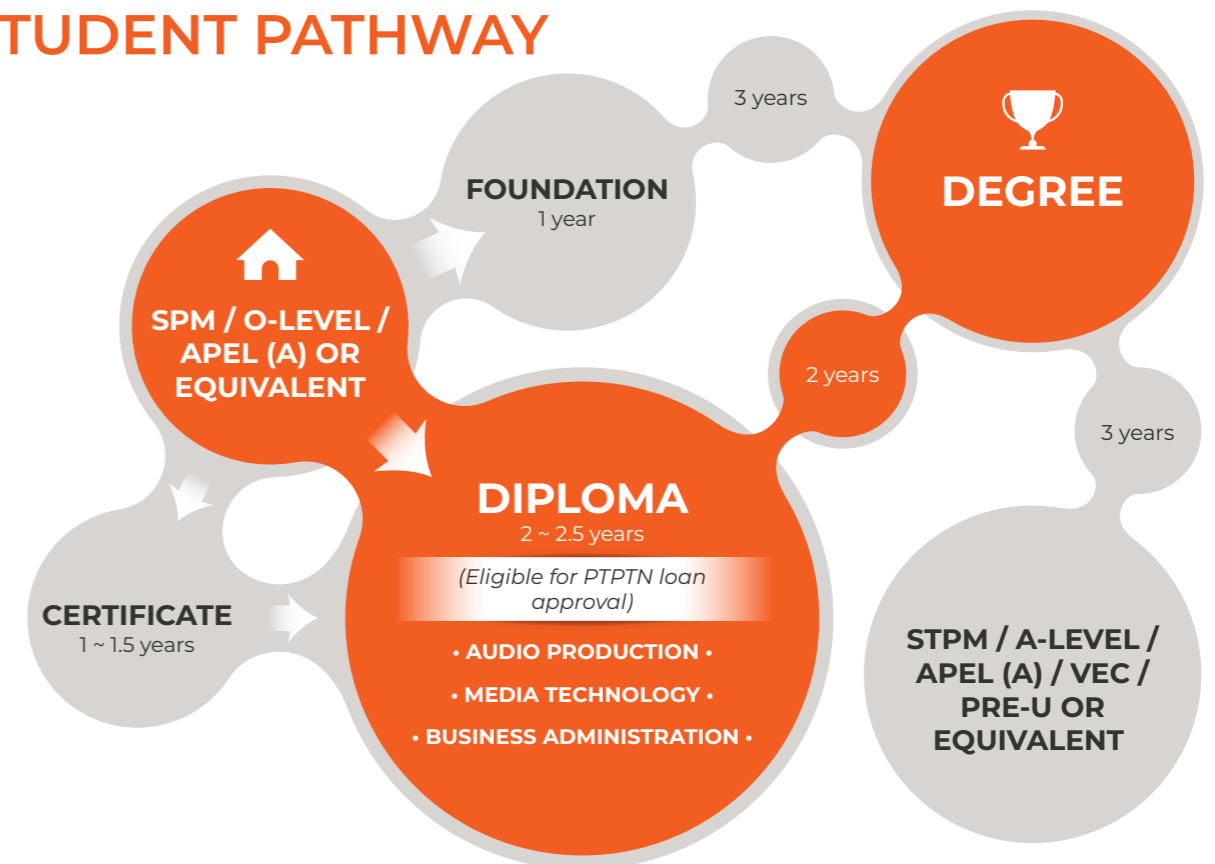 TUDENT PATHWAY
3 years
DEGREE
FOUNDATION
1 year
SPM / O-LEVEL /
APEL (A) OR
EQUIVALENT
2 years
3 years
DIPLOMA
2 ~ 2.5 years
(Eligible for PTPTN loan
approval)
• AUDIO PRODUCTION •
• MEDIA TECHNOLOGY •
• BUSINESS ADMINISTRATION •
CERTIFICATE
1 ~ 1.5 years
STPM / A-LEVEL /
APEL (A) / VEC /
PRE-U OR
EQUIVALENT